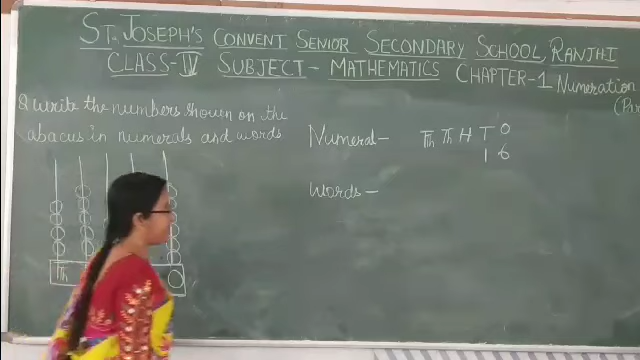 ST. JOSEPH'S CONVENT SENIOR SECONDARY SCHOOL, RANJHI
CLASS-IV SUBJECT- MATHEMATICS CHAPTER-1 Numeration
Q Write the numbers shown on the
abacus in numerals and words
Numeral- TTh Th H T O
1 6
Words-
TTh O